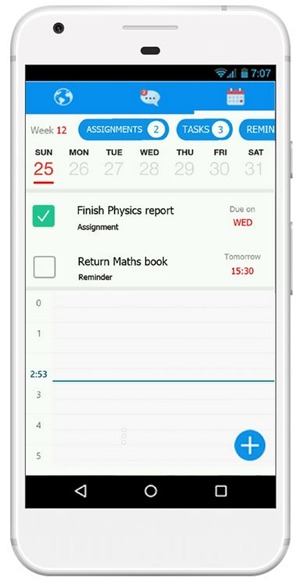 7:07
Week 12
ASSIGNMENTS 2
TASKS 3
REMIN
SUN MON TUE WED THU FRI SAT
25 26 27 28 29 30 31
Finish Physics report
Assignment
Due on
WED
Return Maths book
Reminder
Tomorrow
15:30
0
1
2:53
3
4
5